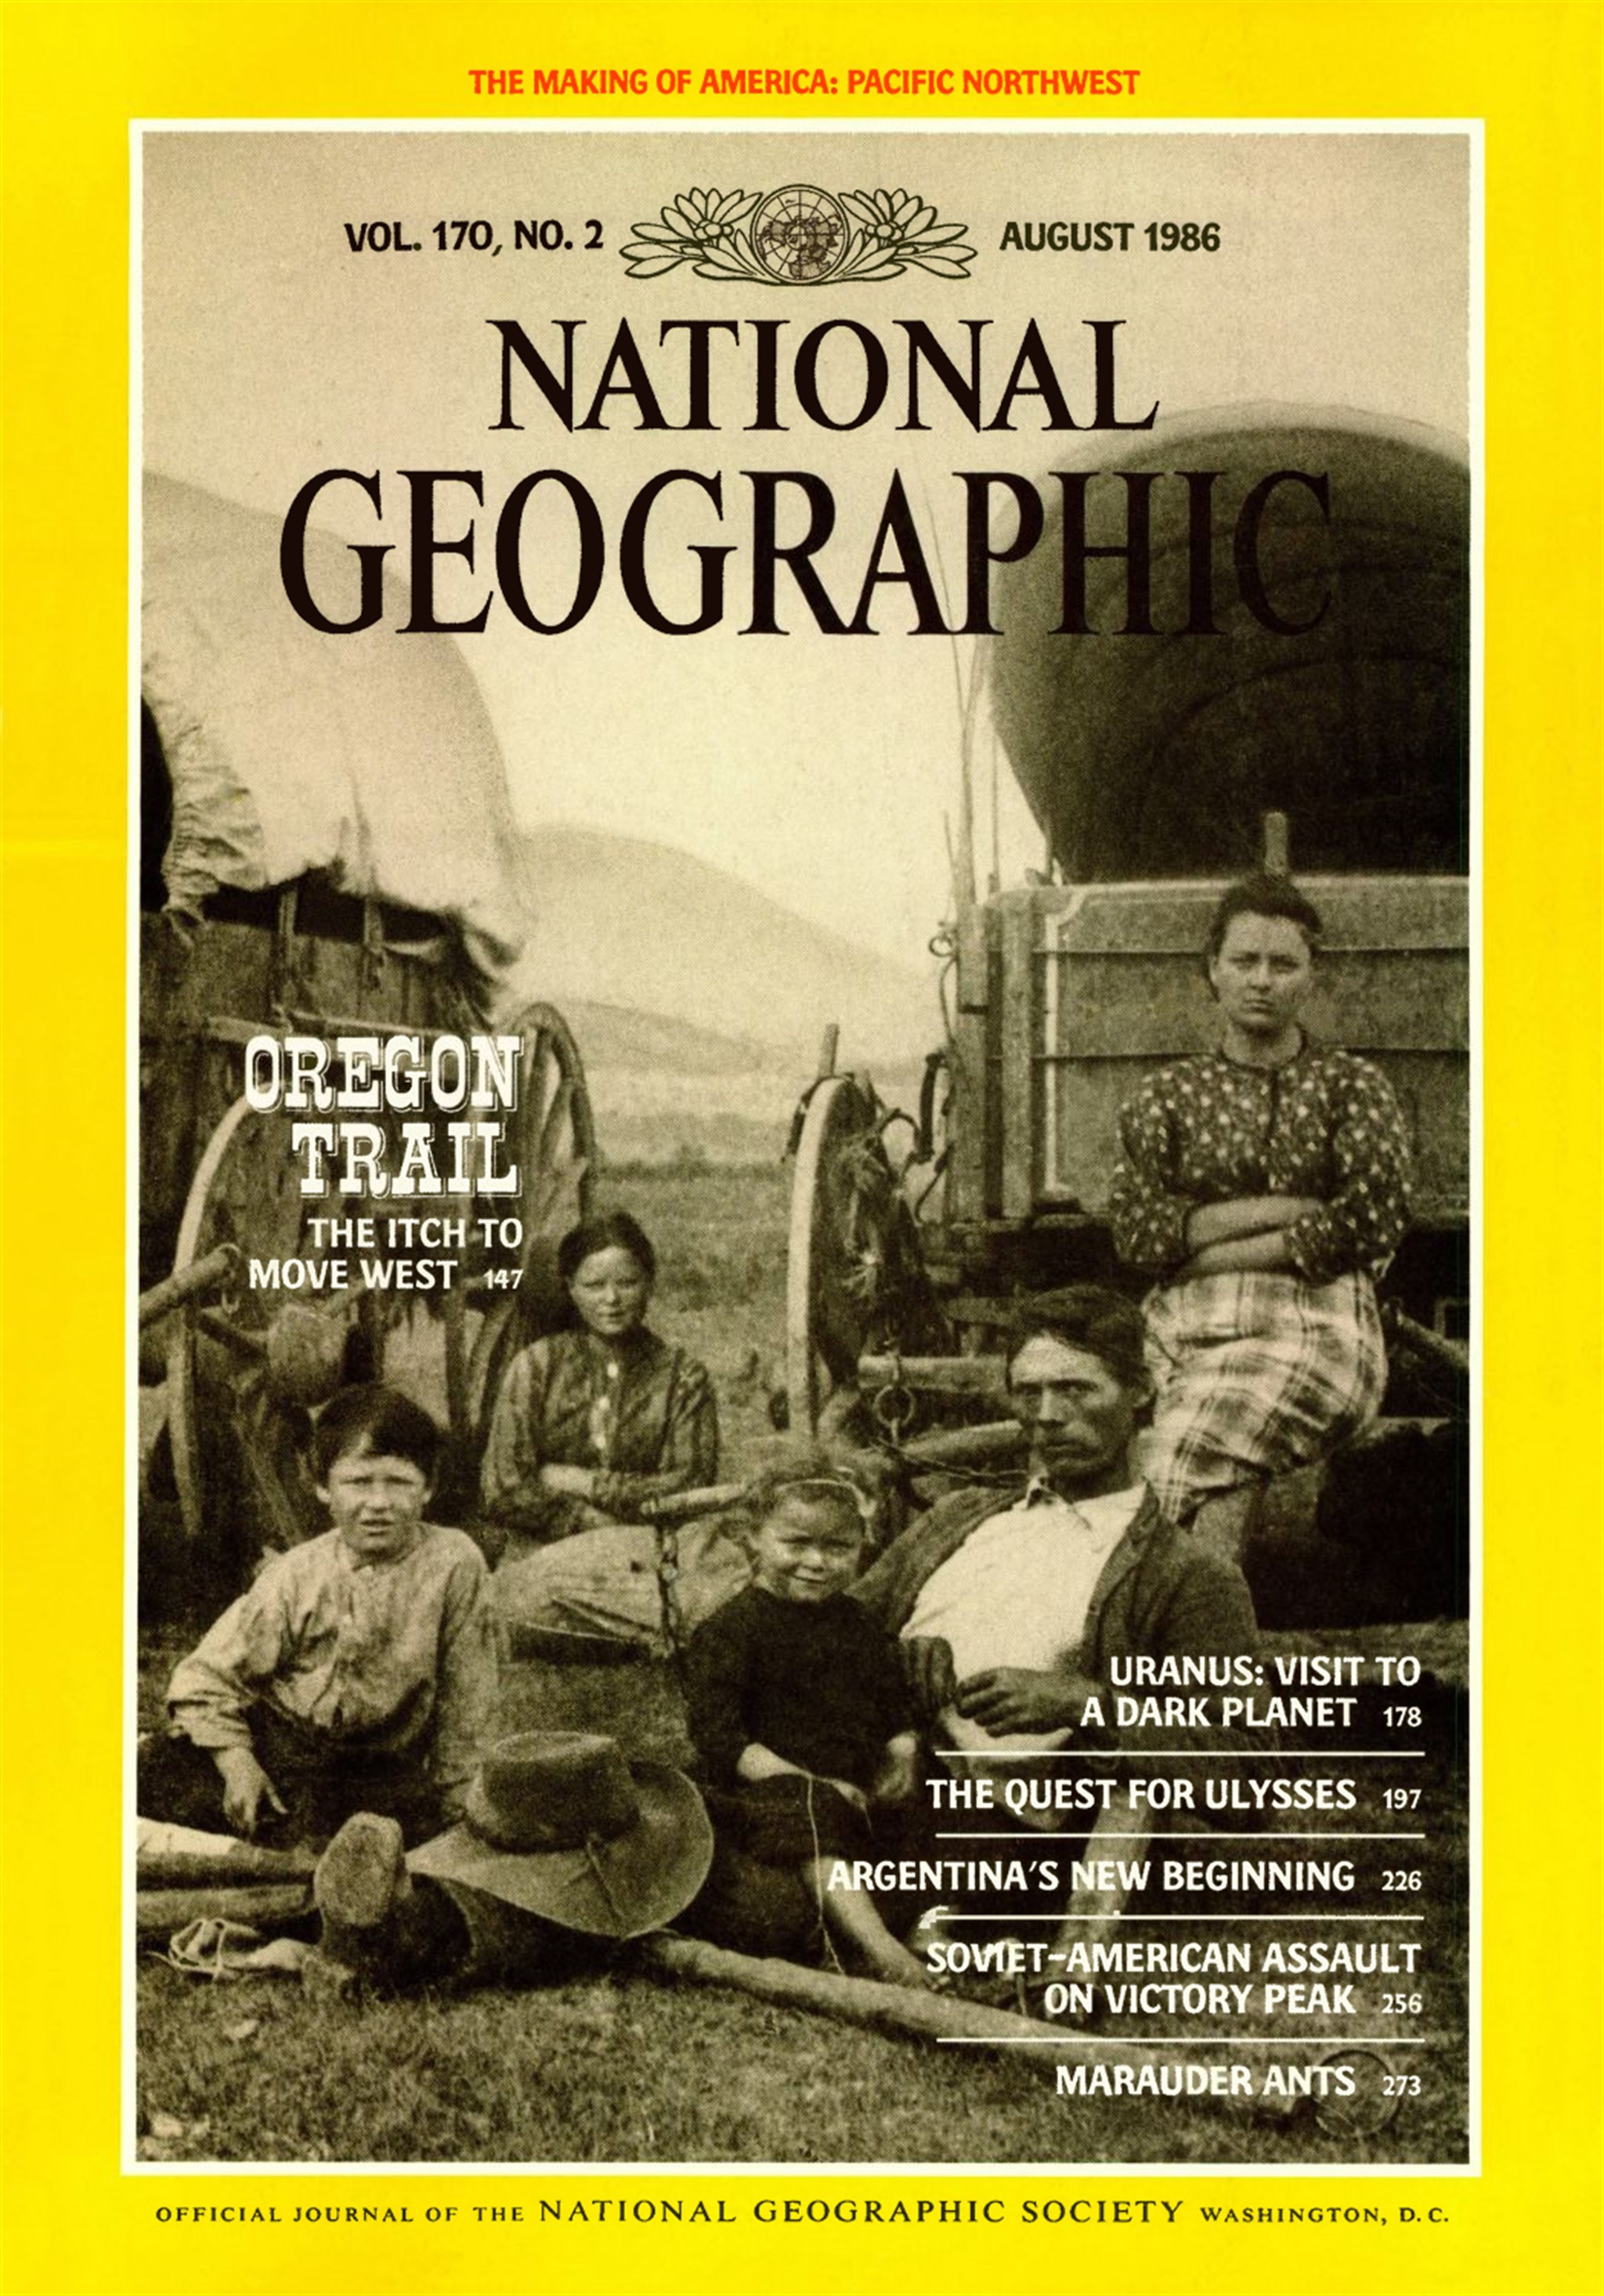 THE MAKING OF AMERICA: PACIFIC NORTHWEST
VOL. 170, NO. 2
AUGUST 1986
NATIONAL
GEOGRAPHIC
OREGON
TRAIL
THE ITCH TO
MOVE WEST 147
URANUS: VISIT TO
A DARK PLANET 178
THE QUEST FOR ULYSSES 197
ARGENTINA'S NEW BEGINNING 226
SOVIET-AMERICAN ASSAULT
ON VICTORY PEAK 256
MARAUDER ANTS 273
OFFICIAL JOURNAL OF THE NATIONAL GEOGRAPHIC SOCIETY WASHINGTON, D.C.